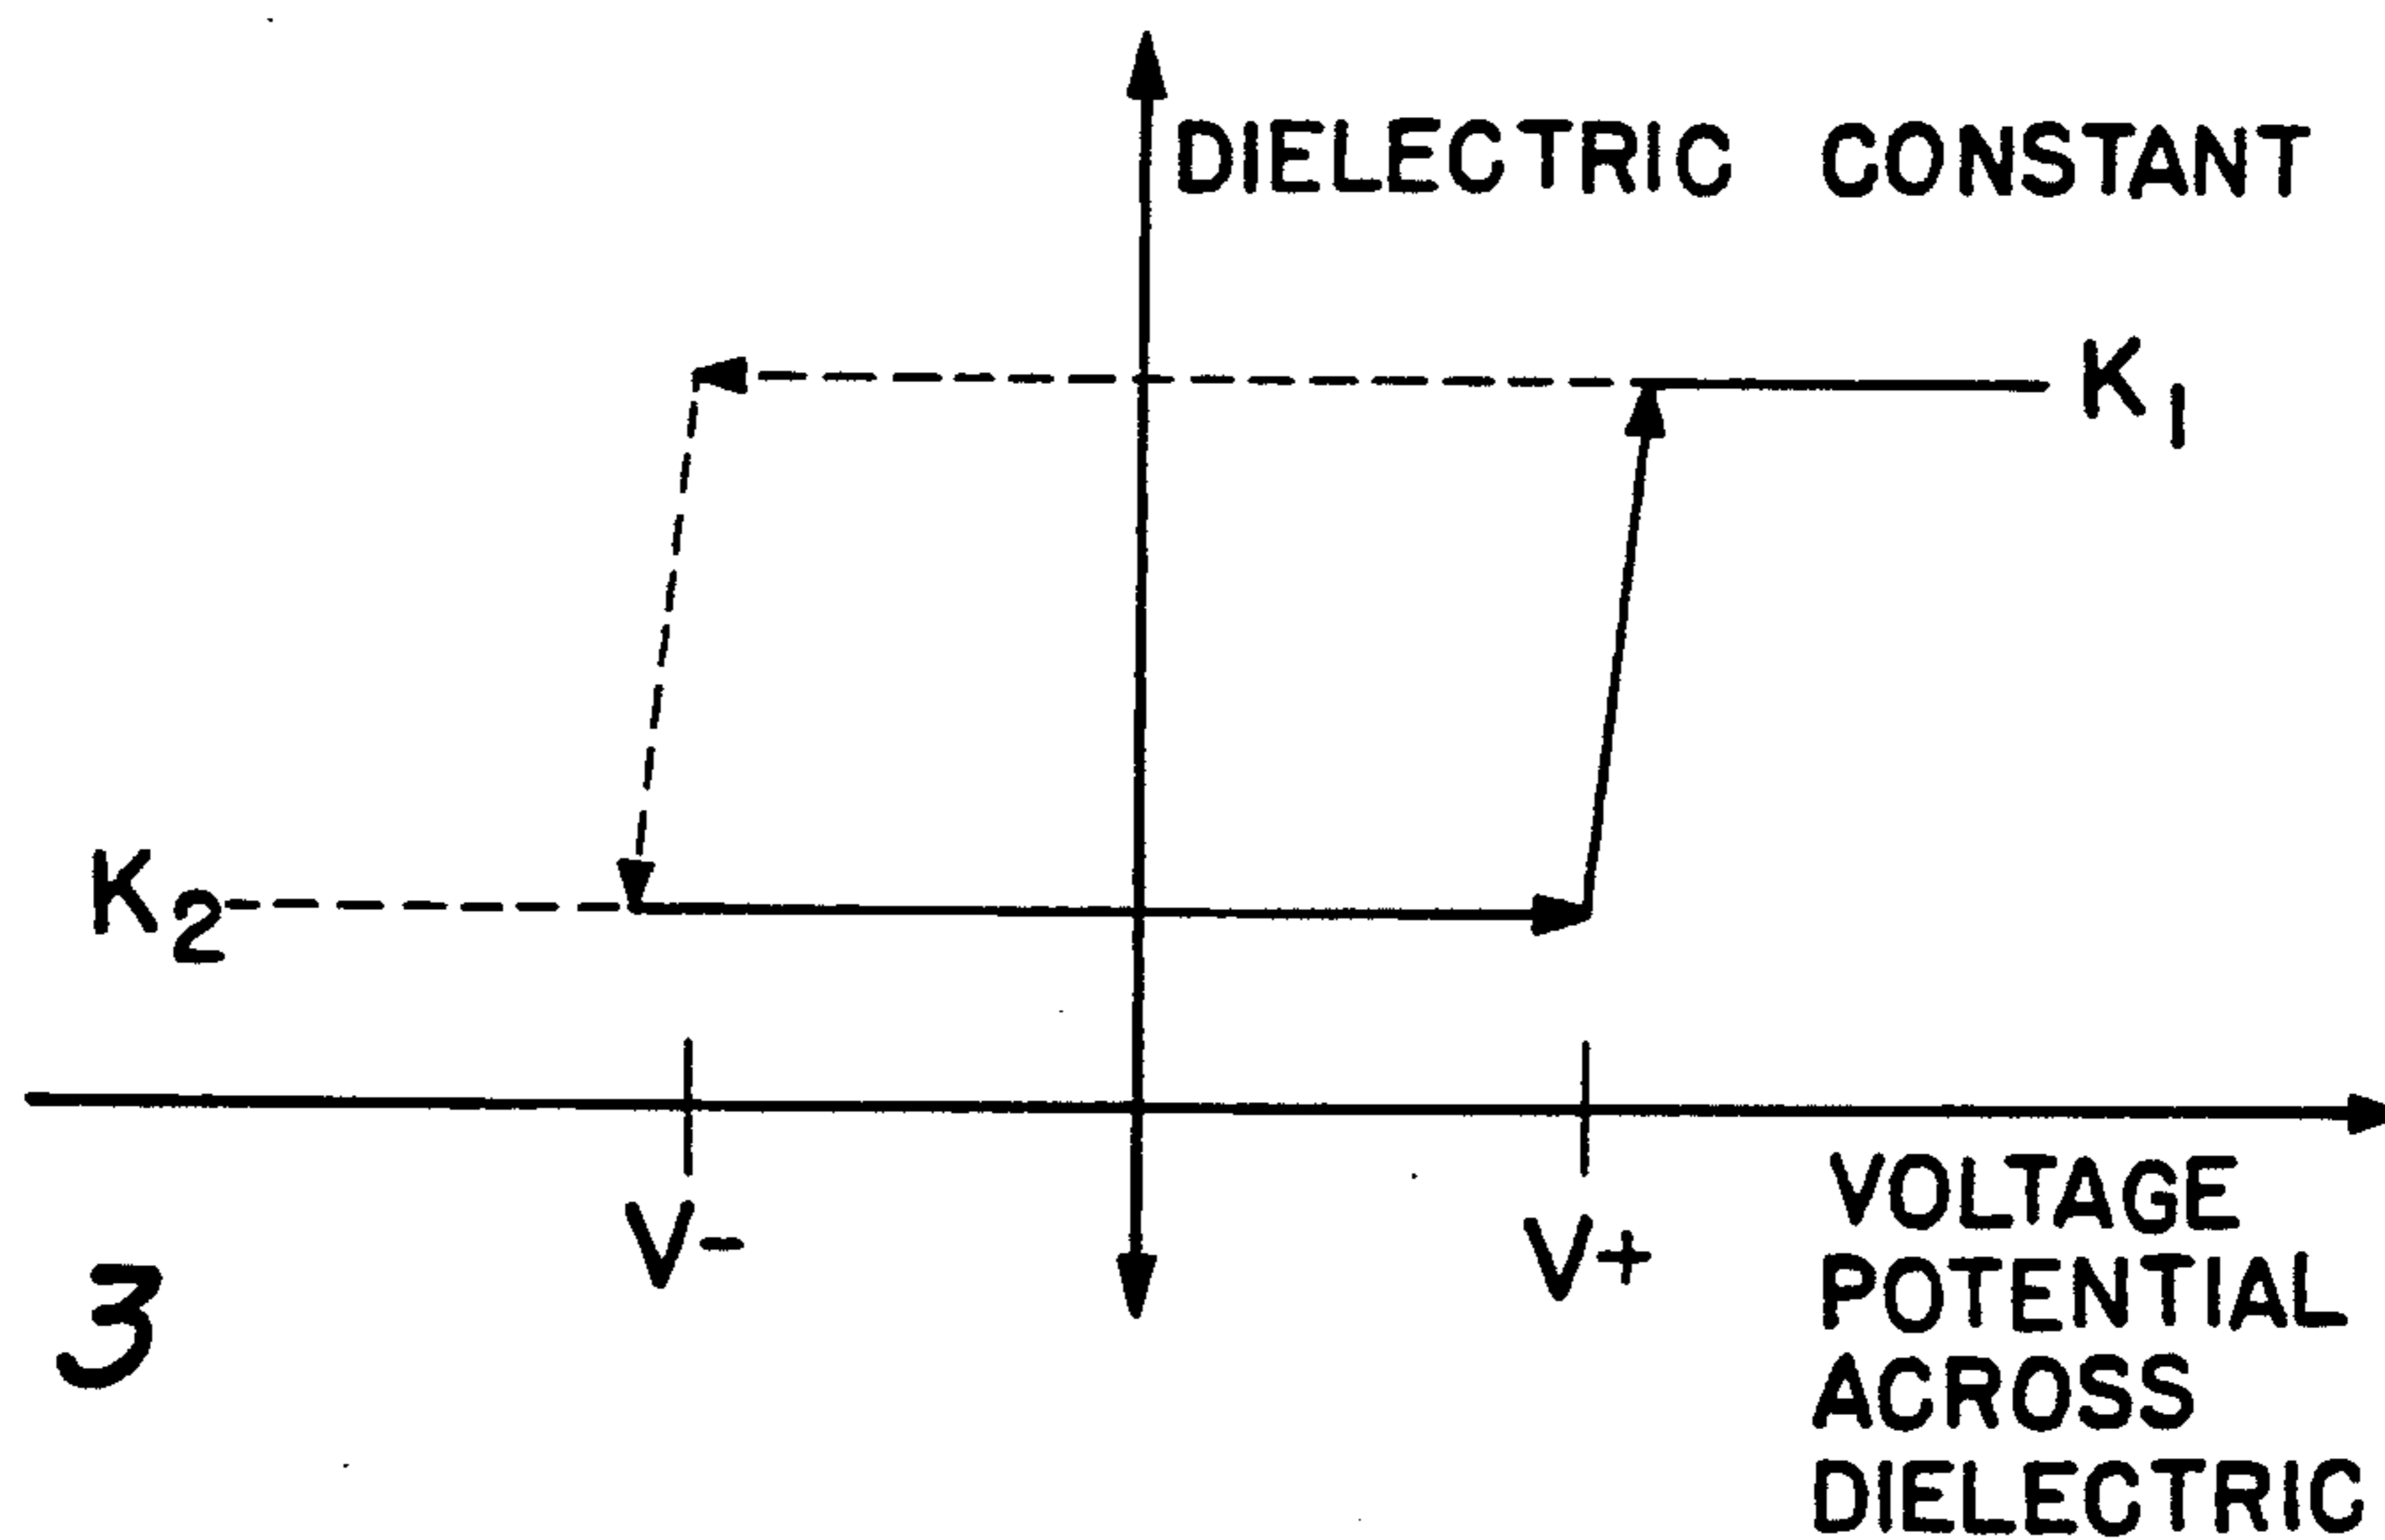 DIELECTRIC CONSTANT
K1
K2
V-
V+
VOLTAGE
POTENTIAL
ACROSS
DIELECTRIC
3